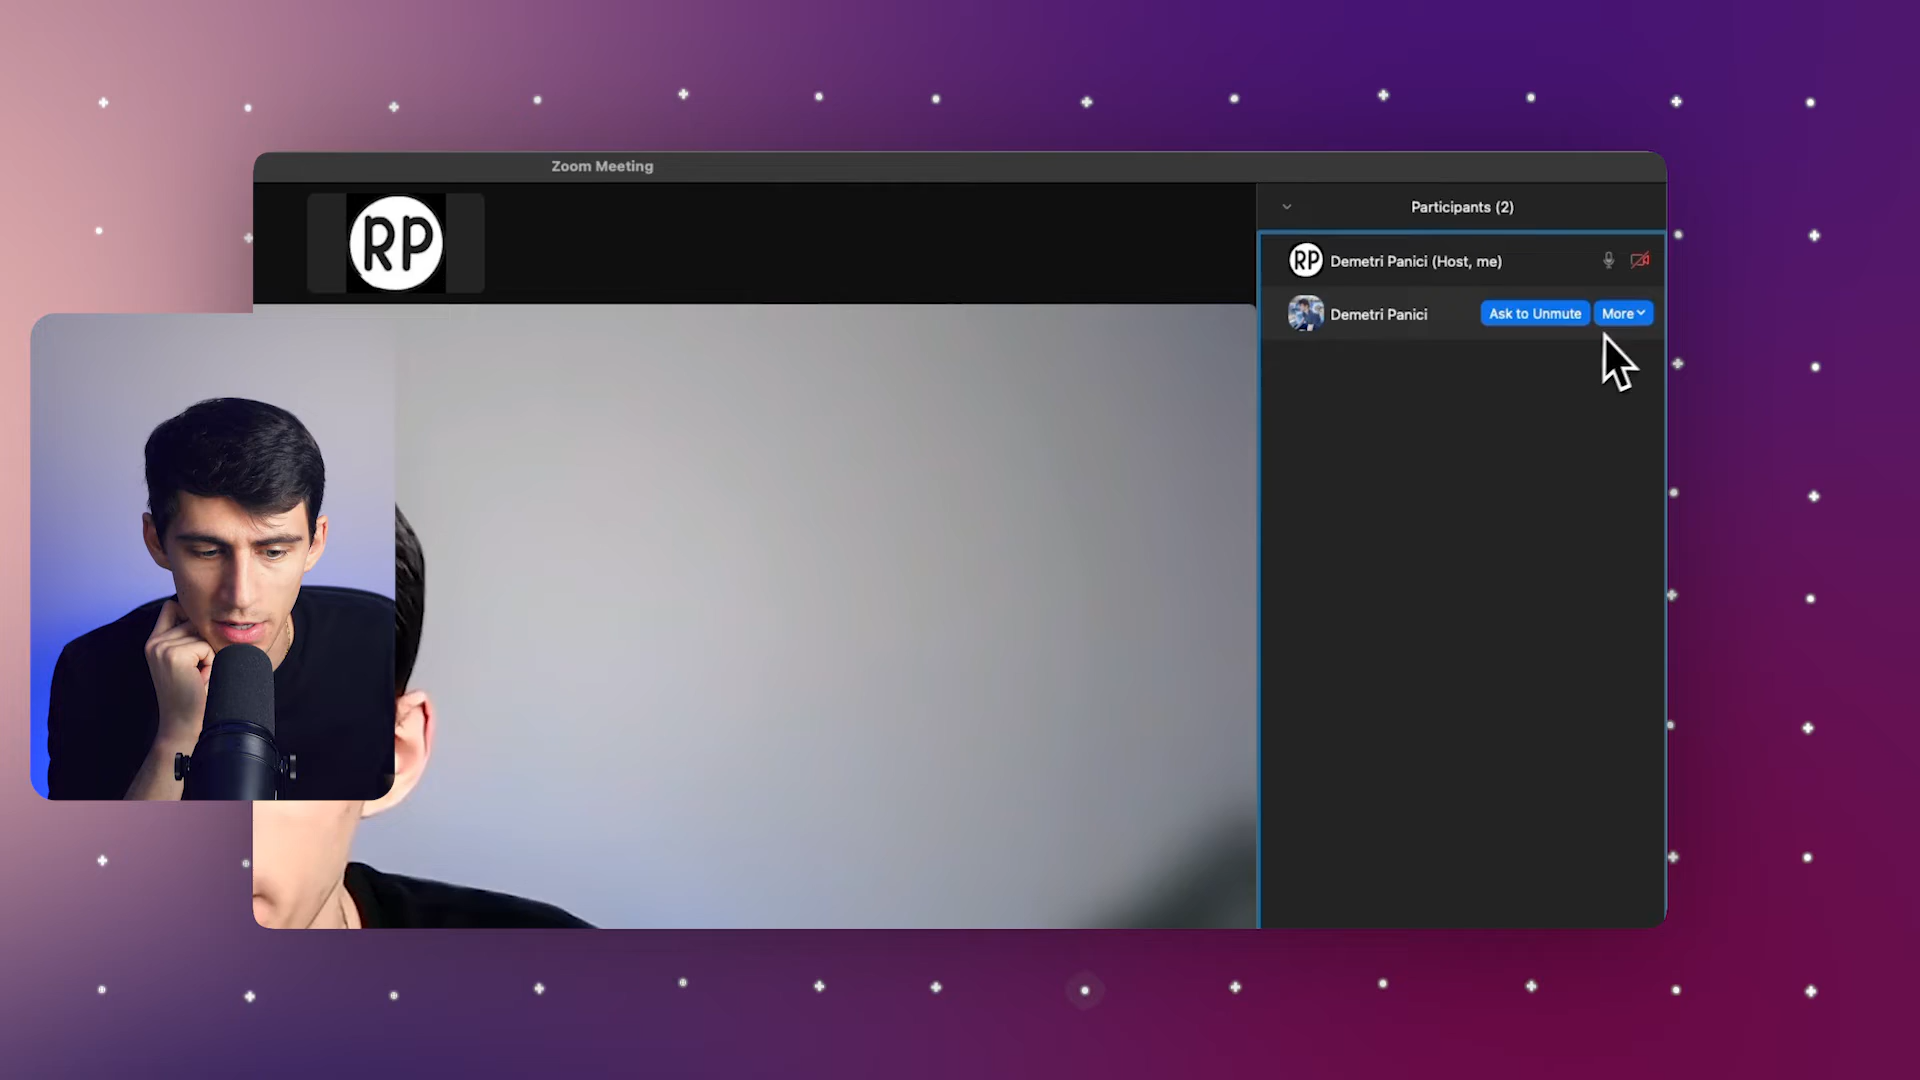 Zoom Meeting
RP
Participants (2)
RP Demetri Panici (Host, me)
Demetri Panici Ask to Unmute More